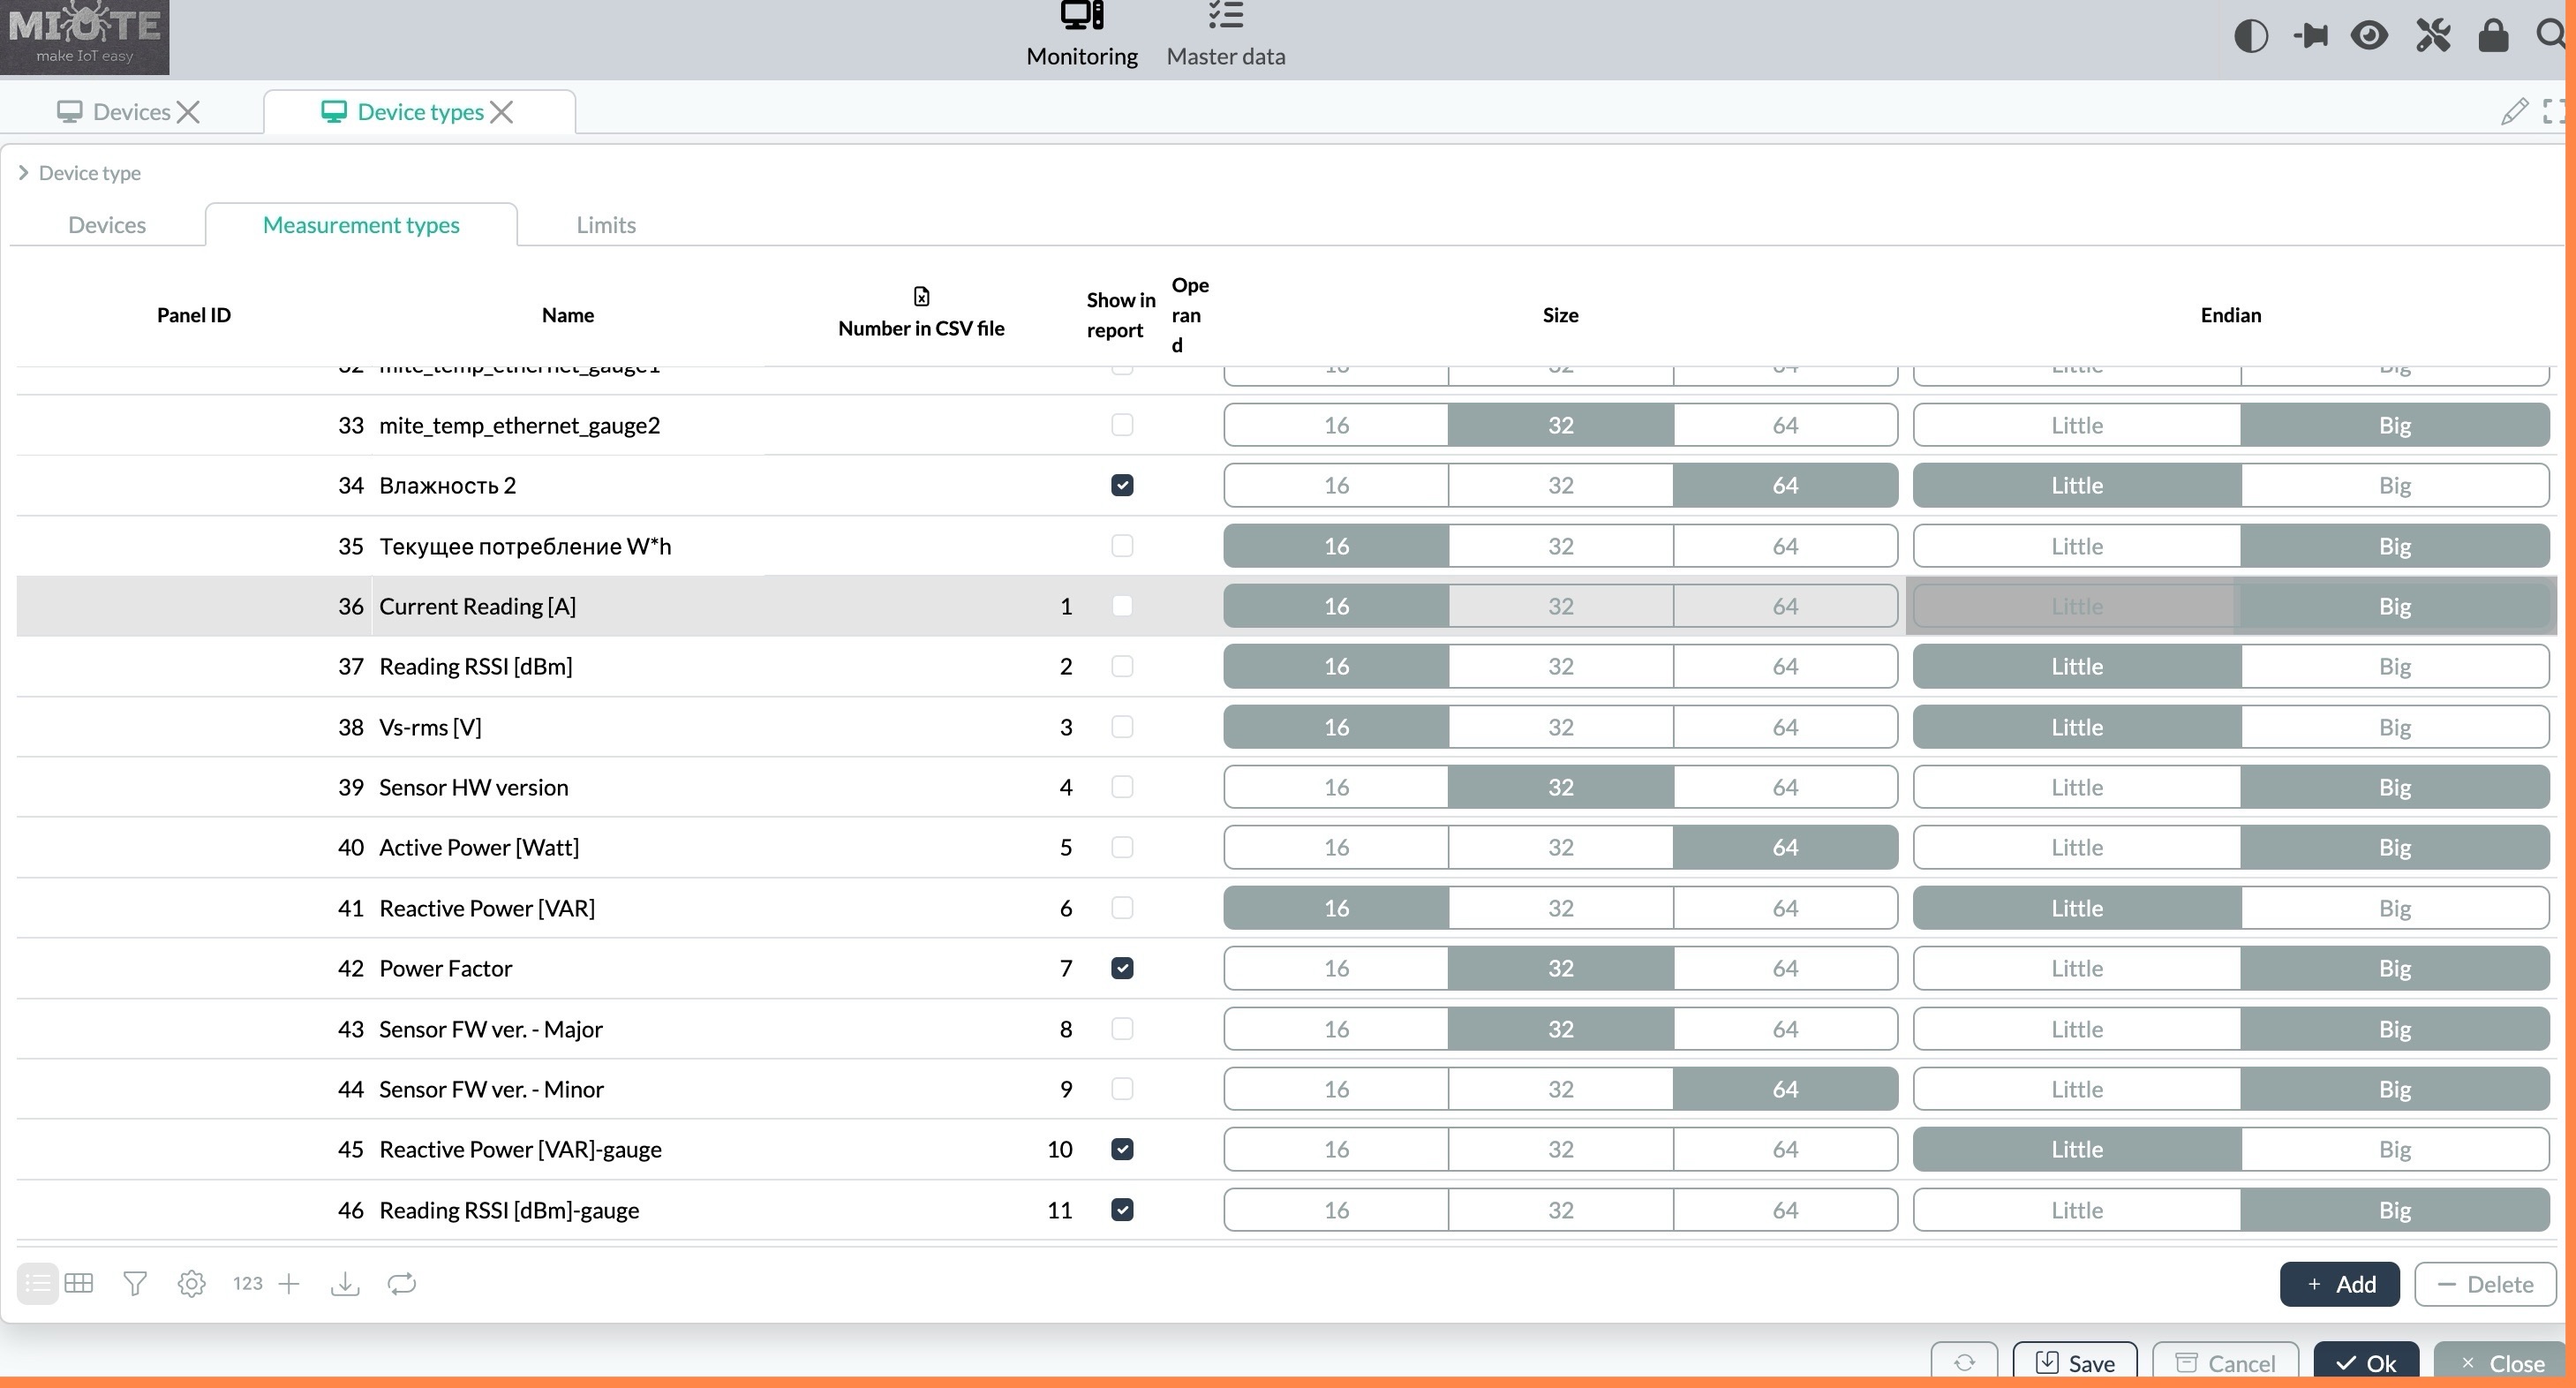 MIOTE
make IoT easy
Monitoring
Master data
Devices
Device types
Device type
Devices
Measurement types
Limits
Panel ID
Name
Number in CSV file
Show in
report
Ope
ran
d
Size
Endian
32 mite_temp_ethernet_gauge1 16 32 64 Little Big
33 mite_temp_ethernet_gauge2 16 32 64 Little Big
34 Влажность 2 16 32 64 Little Big
35 Текущее потребление W*h 16 32 64 Little Big
36 Current Reading [A] 1 16 32 64 Little Big
37 Reading RSSI [dBm] 2 16 32 64 Little Big
38 Vs-rms [V] 3 16 32 64 Little Big
39 Sensor HW version 4 16 32 64 Little Big
40 Active Power [Watt] 5 16 32 64 Little Big
41 Reactive Power [VAR] 6 16 32 64 Little Big
42 Power Factor 7 16 32 64 Little Big
43 Sensor FW ver. - Major 8 16 32 64 Little Big
44 Sensor FW ver. - Minor 9 16 32 64 Little Big
45 Reactive Power [VAR]-gauge 10 16 32 64 Little Big
46 Reading RSSI [dBm]-gauge 11 16 32 64 Little Big
123
+ Add
Delete
Save
Cancel
Ok
Close